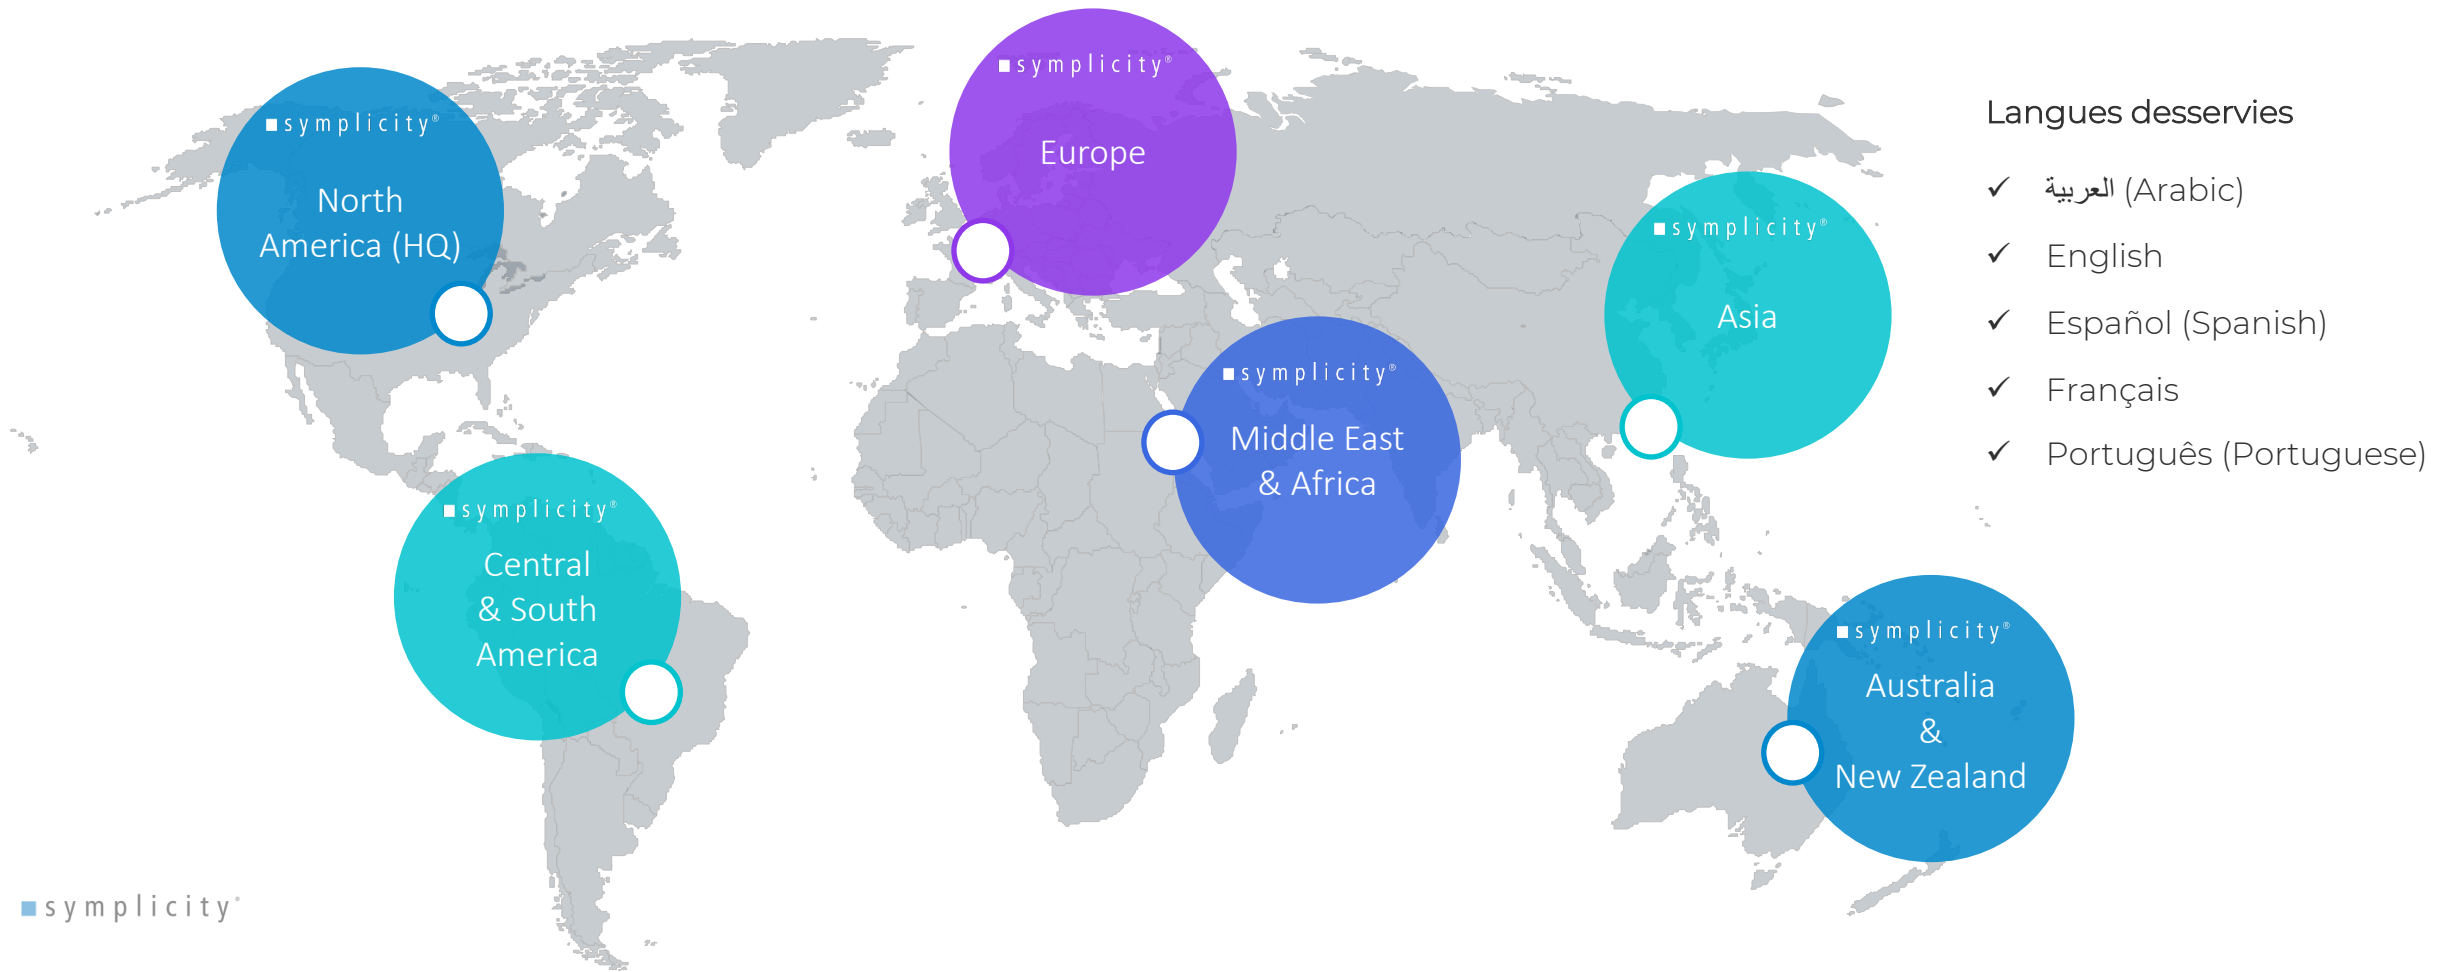 symplicity®
North
America (HQ)
symplicity®
Europe
symplicity®
Asia
symplicity®
Middle East
& Africa
symplicity®
Central
& South
America
symplicity®
Australia
&
New Zealand
Langues desservies
✓ العربية (Arabic)
✓ English
✓ Español (Spanish)
✓ Français
✓ Português (Portuguese)
symplicity®